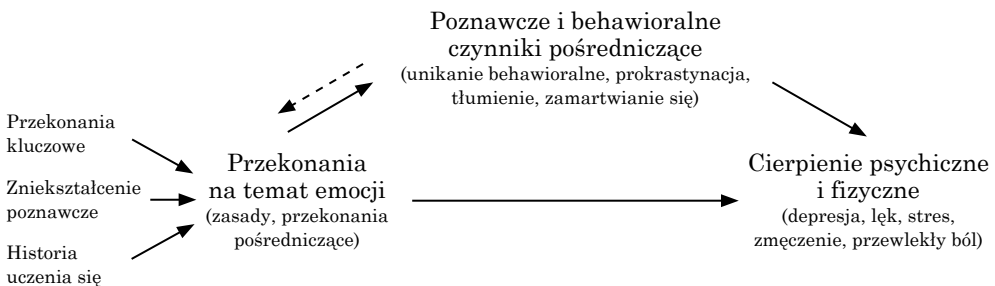 Poznawcze i behawioralne
czynniki pośredniczące
(unikanie behawioralne, prokrastynacja,
tłumienie, zamartwianie się)
Przekonania
kluczowe
Zniekształcenie
poznawcze
Historia
uczenia się
Przekonania
na temat emocji
(zasady, przekonania
pośredniczące)
Cierpienie psychiczne
i fizyczne
(depresja, lęk, stres,
zmęczenie, przewlekły ból)